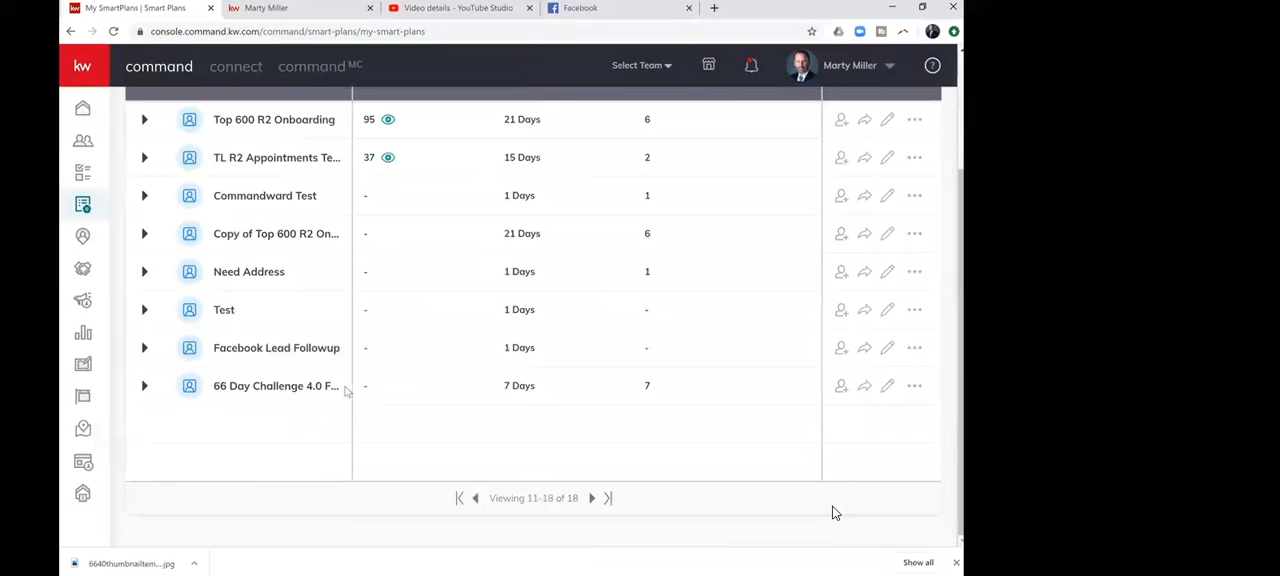 My SmartPlans | Smart Plans
Marty Miller
Video details - YouTube Studio
Facebook
console.command.kw.com/command/smart-plans/my-smart-plans
kw command connect command MC Select Team Marty Miller ?
Top 600 R2 Onboarding 95 21 Days 6
TL R2 Appointments Te... 37 15 Days 2
Commandward Test - 1 Days 1
Copy of Top 600 R2 On... - 21 Days 6
Need Address - 1 Days 1
Test - 1 Days -
Facebook Lead Followup - 1 Days -
66 Day Challenge 4.0 F... - 7 Days 7
Viewing 11-18 of 18
6640thumbnailtem....jpg Show all